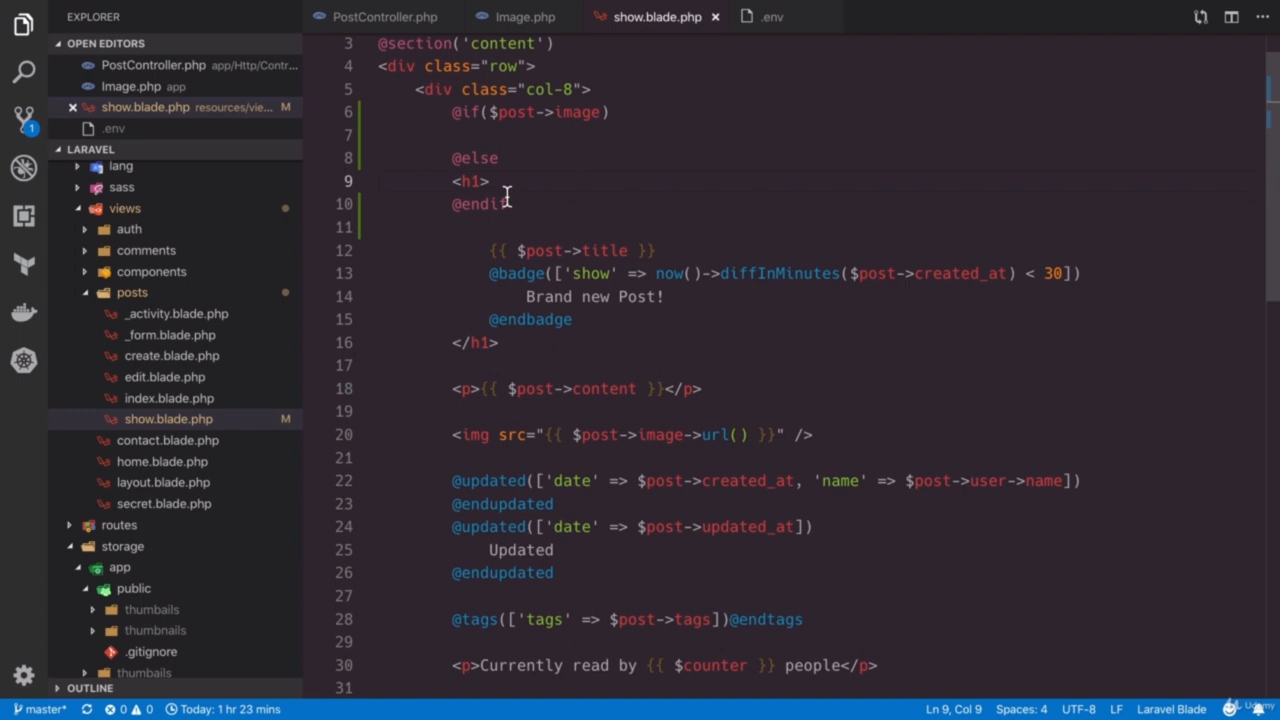 EXPLORER
OPEN EDITORS
PostController.php app/Http/Contr...
Image.php app
show.blade.php resources/vie... M
.env
LARAVEL
lang
sass
views
auth
comments
components
posts
_activity.blade.php
_form.blade.php
create.blade.php
edit.blade.php
index.blade.php
show.blade.php M
contact.blade.php
home.blade.php
layout.blade.php
secret.blade.php
routes
storage
app
public
thumbails
thumbnails
.gitignore
thumbails
OUTLINE
1
PostController.php Image.php show.blade.php .env
3 @section('content')
4 <div class="row">
5 <div class="col-8">
6 @if($post->image)
7
8 @else
9 <h1>
10 @endif
11
12 {{ $post->title }}
13 @badge(['show' => now()->diffInMinutes($post->created_at) < 30])
14 Brand new Post!
15 @endbadge
16 </h1>
17
18 <p>{{ $post->content }}</p>
19
20 <img src="{{ $post->image->url() }}" />
21
22 @updated(['date' => $post->created_at, 'name' => $post->user->name])
23 @endupdated
24 @updated(['date' => $post->updated_at])
25 Updated
26 @endupdated
27
28 @tags(['tags' => $post->tags])@endtags
29
30 <p>Currently read by {{ $counter }} people</p>
31
master* 0 0 Today: 1 hr 23 mins Ln 9, Col 9 Spaces: 4 UTF-8 LF Laravel Blade
Udemy